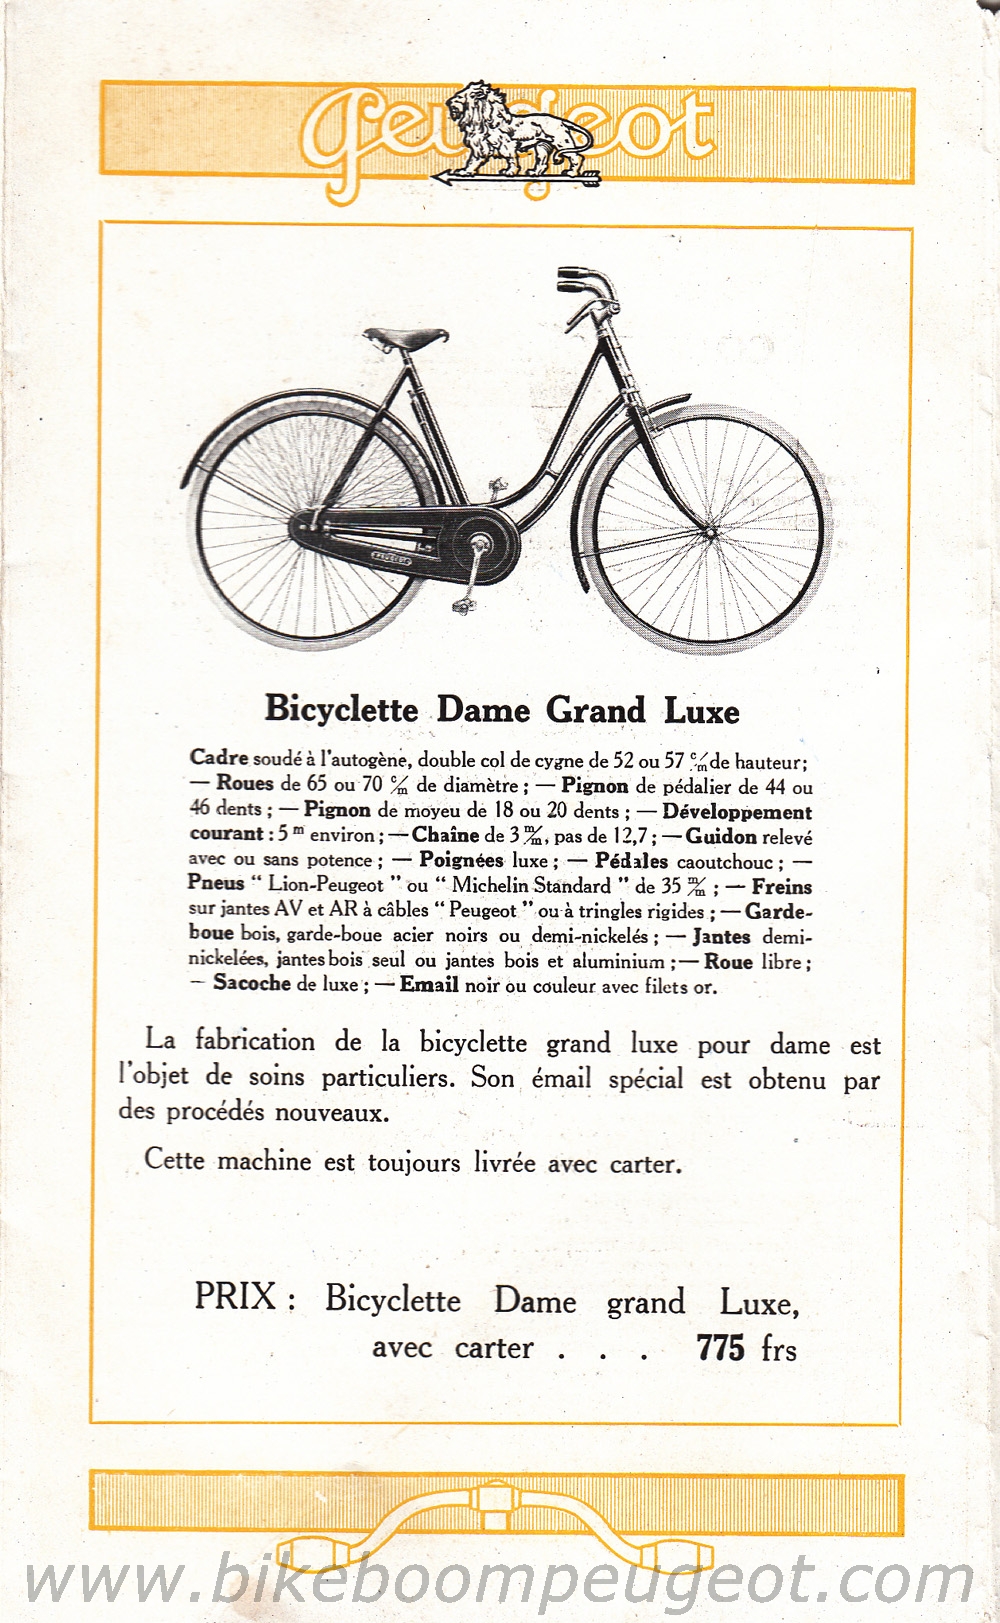 Peugeot
PEUGEOT
Bicyclette Dame Grand Luxe
Cadre soudé à l'autogène, double col de cygne de 52 ou 57 c/m de hauteur;
— Roues de 65 ou 70 c/m de diamètre ; — Pignon de pédalier de 44 ou
46 dents ; — Pignon de moyeu de 18 ou 20 dents ; — Développement
courant : 5 m environ ; — Chaîne de 3 m/m, pas de 12,7 ; — Guidon relevé
avec ou sans potence ; — Poignées luxe ; — Pédales caoutchouc ; —
Pneus “ Lion-Peugeot ” ou “ Michelin Standard ” de 35 m/m ; — Freins
sur jantes AV et AR à câbles “ Peugeot ” ou à tringles rigides ; — Garde-
boue bois, garde-boue acier noirs ou demi-nickelés ; — Jantes demi-
nickelées, jantes bois seul ou jantes bois et aluminium ; — Roue libre ;
— Sacoche de luxe ; — Email noir ou couleur avec filets or.
La fabrication de la bicyclette grand luxe pour dame est
l'objet de soins particuliers. Son émail spécial est obtenu par
des procédés nouveaux.
Cette machine est toujours livrée avec carter.
PRIX : Bicyclette Dame grand Luxe,
avec carter . . . 775 frs
www.bikeboompeugeot.com